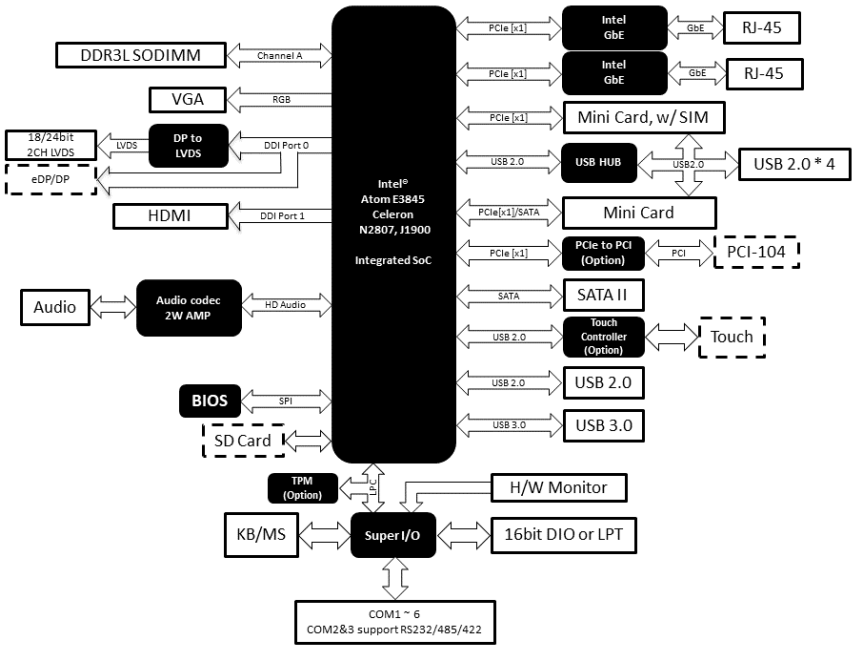 Intel
GbE
PCIe [x1]
GbE
RJ-45
DDR3L SODIMM
Channel A
Intel
GbE
PCIe [x1]
GbE
RJ-45
VGA
RGB
PCIe [x1]
Mini Card, w/ SIM
18/24bit
2CH LVDS
LVDS
DP to
LVDS
DDI Port 0
USB 2.0
USB HUB
USB2.0
USB 2.0 * 4
eDP/DP
Intel®
Atom E3845
Celeron
N2807, J1900
Integrated SoC
HDMI
DDI Port 1
PCIe[x1]/SATA
Mini Card
PCIe [x1]
PCIe to PCI
(Option)
PCI
PCI-104
Audio
Audio codec
2W AMP
HD Audio
SATA
SATA II
USB 2.0
Touch
Controller
(Option)
Touch
USB 2.0
USB 2.0
BIOS
SPI
USB 3.0
USB 3.0
SD Card
TPM
(Option)
LPC
H/W Monitor
KB/MS
Super I/O
16bit DIO or LPT
COM1 ~ 6
COM2&3 support RS232/485/422